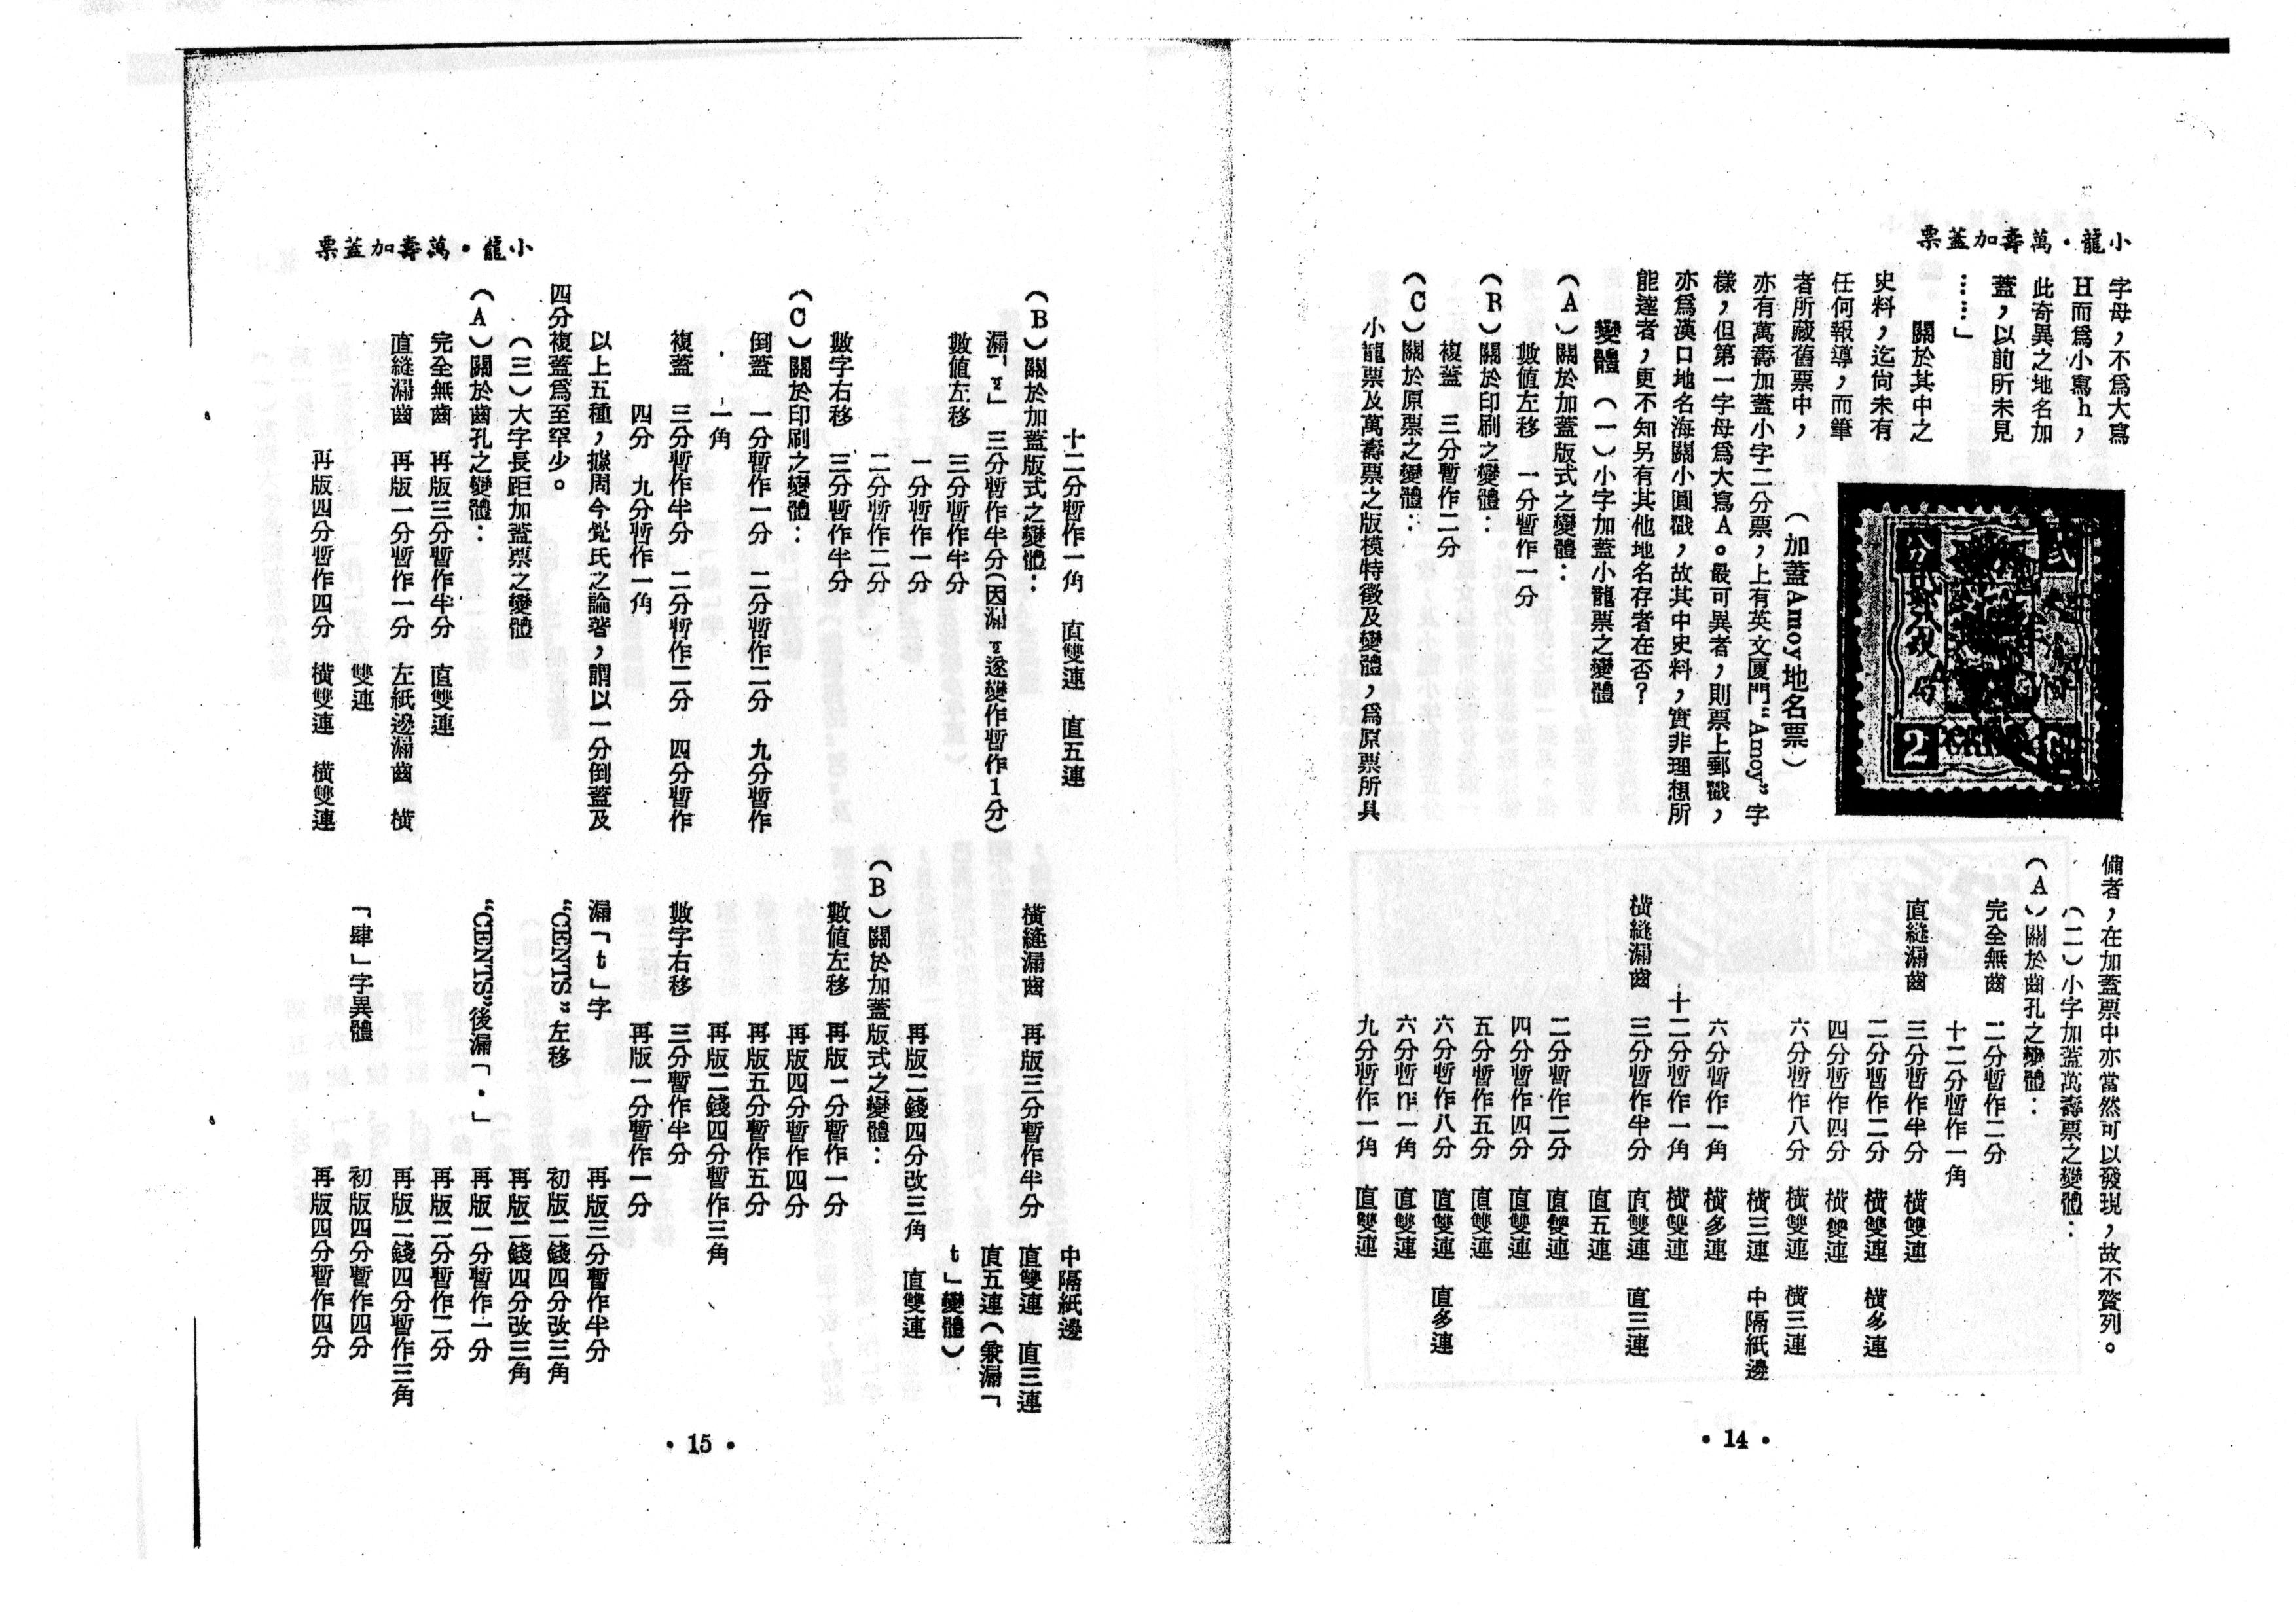 小龍・萬壽加蓋票
字母，不爲大寫
H而爲小寫h，
此奇異之地名加
蓋，以前所未見
……」
關於其中之
史料，迄尚未有
任何報導，而筆
者所藏舊票中，
（加蓋Amoy地名票）
亦有萬壽加蓋小字二分票，上有英文厦門“Amoy”字
樣，但第一字母爲大寫A。最可異者，則票上郵戳，
亦爲漢口地名海關小圓戳，故其中史料，實非理想所
能達者，更不知另有其他地名存者在否？
變體　（一）小字加蓋小龍票之變體
（A）關於加蓋版式之變體：
數值左移　一分暫作一分
（B）關於印刷之變體：
複蓋　三分暫作二分
（C）關於原票之變體：
小龍票及萬壽票之版模特徵及變體，爲原票所具
備者，在加蓋票中亦當然可以發現，故不贅列。
（二）小字加蓋萬壽票之變體：
（A）關於齒孔之變體：
完全無齒　二分暫作二分
十二分暫作一角
直縫漏齒　三分暫作半分　橫雙連
二分暫作二分　橫雙連　橫多連
四分暫作四分　橫雙連
六分暫作八分　橫雙連　橫三連
橫三連　中隔紙邊
六分暫作一角　橫多連
十二分暫作一角　橫雙連
橫縫漏齒　三分暫作半分　直雙連　直三連
直五連
二分暫作二分　直雙連
四分暫作四分　直雙連
五分暫作五分　直雙連
六分暫作八分　直雙連　直多連
六分暫作一角　直雙連
九分暫作一角　直雙連
• 14 •
小龍・萬壽加蓋票
十二分暫作一角　直雙連　直五連
（B）關於加蓋版式之變體：
漏「」　三分暫作半分（因漏遂變作暫作1分）
數值左移　三分暫作半分
一分暫作一分
二分暫作二分
數字右移　三分暫作半分
（C）關於印刷之變體：
倒蓋　一分暫作一分　二分暫作二分　九分暫作
一角
複蓋　三分暫作半分　二分暫作二分　四分暫作
四分　九分暫作一角
以上五種，據周今覺氏之論著，謂以一分倒蓋及
四分複蓋爲至罕少。
（三）大字長距加蓋票之變體
（A）關於齒孔之變體：
完全無齒　再版三分暫作半分　直雙連
直縫漏齒　再版一分暫作一分　左紙邊漏齒　橫
雙連
再版四分暫作四分　橫雙連　橫雙連
中隔紙邊
橫縫漏齒　再版三分暫作半分　直雙連　直三連
直五連（兼漏「
t」變體）
再版二錢四分改三角　直雙連
（B）關於加蓋版式之變體：
數值左移　再版一分暫作一分
再版四分暫作四分
再版五分暫作五分
再版二錢四分暫作三角
數字右移　三分暫作半分
再版一分暫作一分
漏「t」字　再版三分暫作半分
“CENTS”左移　初版二錢四分改三角
再版二錢四分改三角
“CENTS”後漏「．」　再版一分暫作一分
再版二分暫作二分
再版二錢四分暫作三角
「肆」字異體　初版四分暫作四分
再版四分暫作四分
• 15 •